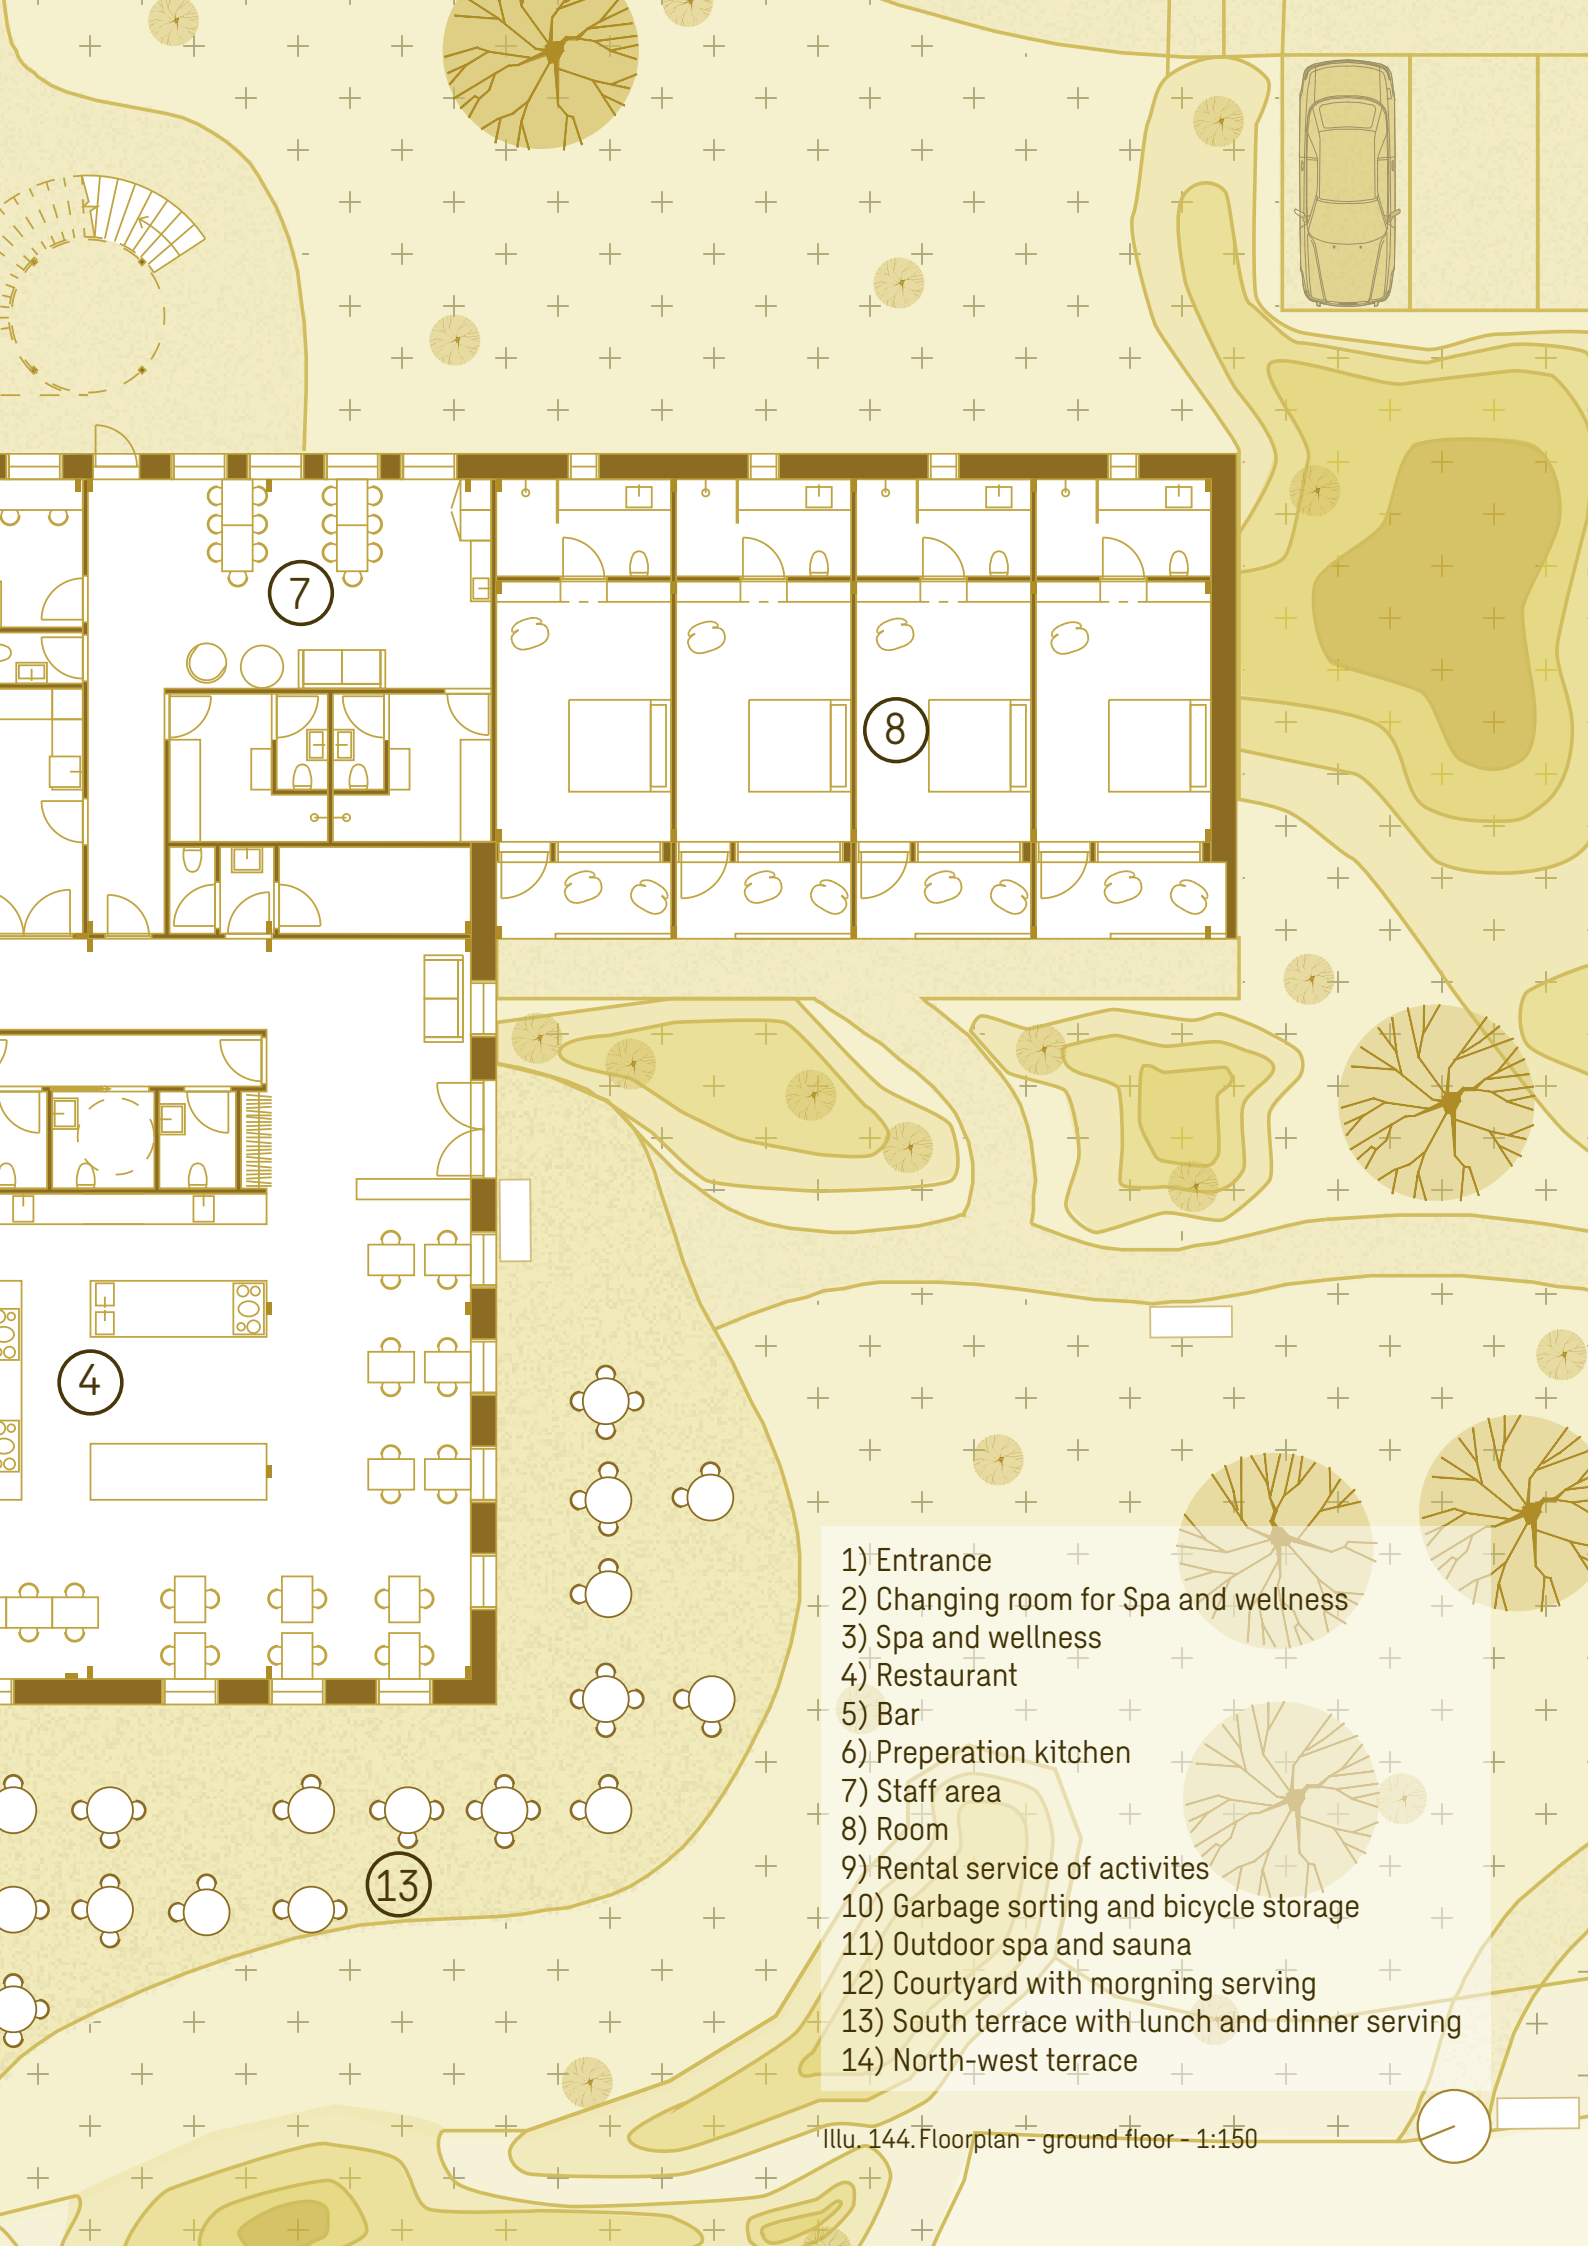 7
8
4
1) Entrance
2) Changing room for Spa and wellness
3) Spa and wellness
4) Restaurant
5) Bar
6) Preperation kitchen
7) Staff area
8) Room
9) Rental service of activites
10) Garbage sorting and bicycle storage
11) Outdoor spa and sauna
12) Courtyard with morgning serving
13) South terrace with lunch and dinner serving
14) North-west terrace
13
Illu. 144. Floorplan - ground floor - 1:150